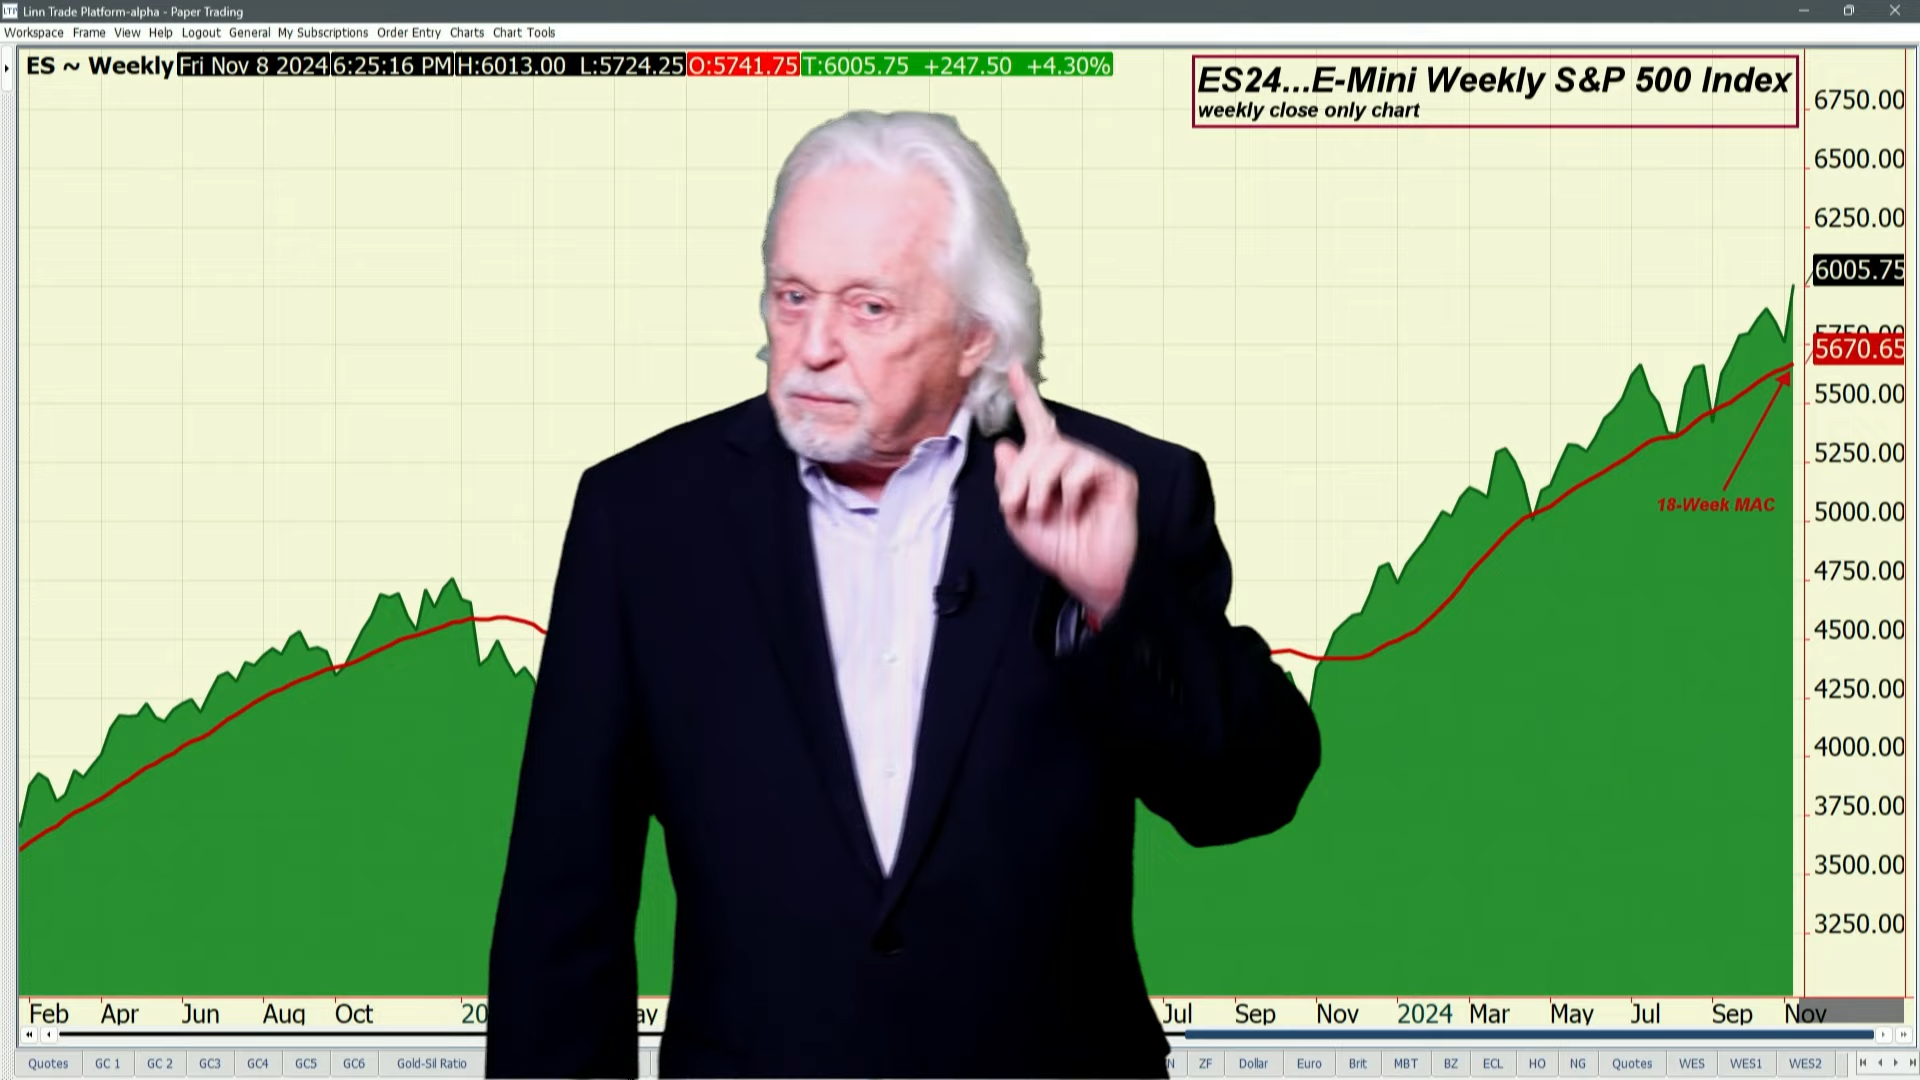 LTP Linn Trade Platform-alpha - Paper Trading
Workspace Frame View Help Logout General My Subscriptions Order Entry Charts Chart Tools
ES ~ Weekly Fri Nov 8 2024 6:25:16 PM H:6013.00 L:5724.25 O:5741.75 T:6005.75 +247.50 +4.30%
ES24...E-Mini Weekly S&P 500 Index
weekly close only chart
6750.00
6500.00
6250.00
6005.75
5750.00
5670.65
5500.00
5250.00
18-Week MAC
5000.00
4750.00
4500.00
4250.00
4000.00
3750.00
3500.00
3250.00
Feb Apr Jun Aug Oct 20 ay Jul Sep Nov 2024 Mar May Jul Sep Nov
Quotes GC 1 GC 2 GC3 GC4 GC5 GC6 Gold-Sil Ratio N ZF Dollar Euro Brit MBT BZ ECL HO NG Quotes WES WES1 WES2